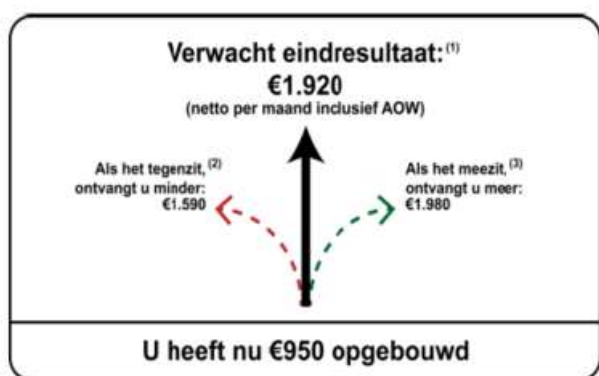 Verwacht eindresultaat:(1)
€1.920
(netto per maand inclusief AOW)
Als het tegenzit,(2)
ontvangt u minder:
€1.590
Als het meezit,(3)
ontvangt u meer:
€1.980
U heeft nu €950 opgebouwd